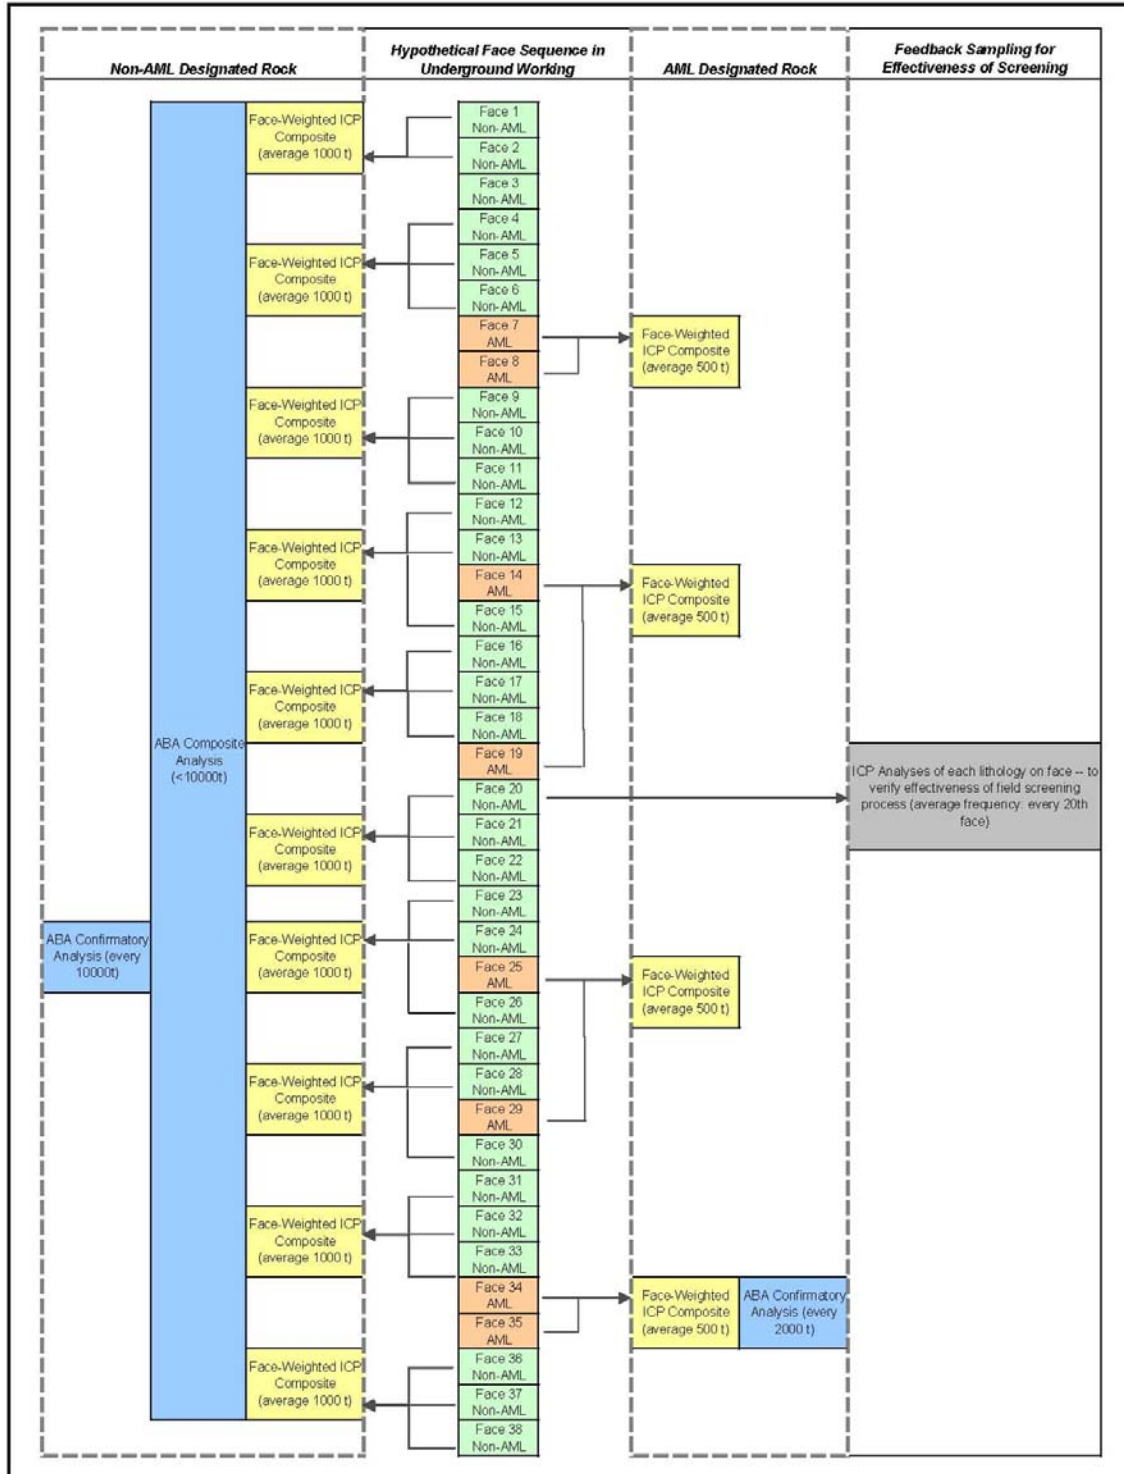 Non-AML Designated Rock
Hypothetical Face Sequence in
Underground Working
AML Designated Rock
Feedback Sampling for
Effectiveness of Screening
ABA Confirmatory
Analysis (every
10000t)
ABA Composite
Analysis
(<10000t)
Face-Weighted ICP
Composite
(average 1000 t)
Face-Weighted ICP
Composite
(average 1000 t)
Face-Weighted ICP
Composite
(average 1000 t)
Face-Weighted ICP
Composite
(average 1000 t)
Face-Weighted ICP
Composite
(average 1000 t)
Face-Weighted ICP
Composite
(average 1000 t)
Face-Weighted ICP
Composite
(average 1000 t)
Face-Weighted ICP
Composite
(average 1000 t)
Face-Weighted ICP
Composite
(average 1000 t)
Face-Weighted ICP
Composite
(average 1000 t)
Face 1
Non-AML
Face 2
Non-AML
Face 3
Non-AML
Face 4
Non-AML
Face 5
Non-AML
Face 6
Non-AML
Face 7
AML
Face 8
AML
Face 9
Non-AML
Face 10
Non-AML
Face 11
Non-AML
Face 12
Non-AML
Face 13
Non-AML
Face 14
AML
Face 15
Non-AML
Face 16
Non-AML
Face 17
Non-AML
Face 18
Non-AML
Face 19
AML
Face 20
Non-AML
Face 21
Non-AML
Face 22
Non-AML
Face 23
Non-AML
Face 24
Non-AML
Face 25
AML
Face 26
Non-AML
Face 27
Non-AML
Face 28
Non-AML
Face 29
AML
Face 30
Non-AML
Face 31
Non-AML
Face 32
Non-AML
Face 33
Non-AML
Face 34
AML
Face 35
AML
Face 36
Non-AML
Face 37
Non-AML
Face 38
Non-AML
Face-Weighted
ICP Composite
(average 500 t)
Face-Weighted
ICP Composite
(average 500 t)
Face-Weighted
ICP Composite
(average 500 t)
Face-Weighted
ICP Composite
(average 500 t)
ABA Confirmatory
Analysis (every
2000 t)
ICP Analyses of each lithology on face -- to
verify effectiveness of field screening
process (average frequency: every 20th
face)